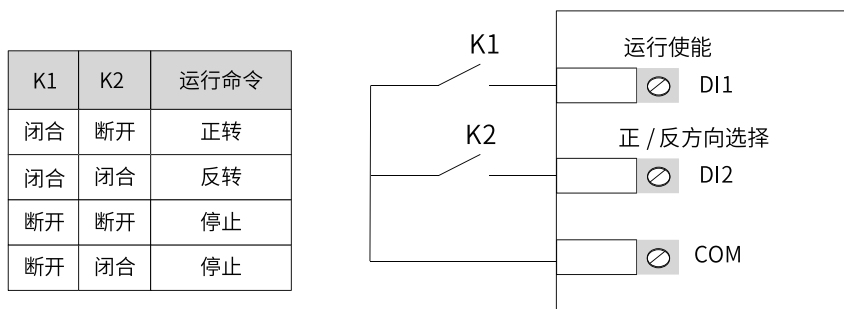 K1 K2 运行命令
闭合 断开 正转
闭合 闭合 反转
断开 断开 停止
断开 闭合 停止
K1
运行使能
DI1
K2
正 / 反方向选择
DI2
COM